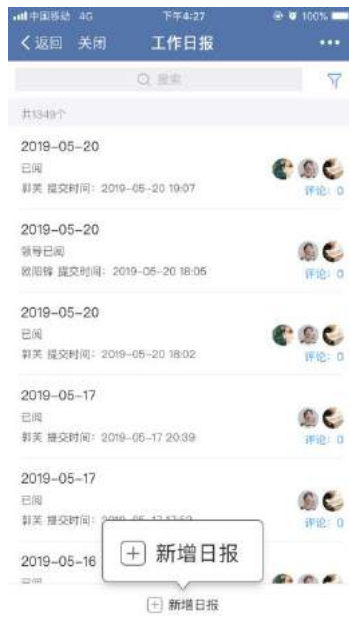 中国移动 4G 下午4:27 100%
返回 关闭 工作日报
搜索
共1349个
2019-05-20
已阅
郭芙 提交时间：2019-05-20 19:07
评论：0
2019-05-20
领导已阅
欧阳锋 提交时间：2019-05-20 18:05
评论：0
2019-05-20
已阅
郭芙 提交时间：2019-05-20 18:02
评论：0
2019-05-17
已阅
郭芙 提交时间：2019-05-17 20:39
评论：0
2019-05-17
已阅
郭芙 提交时间：
评论：0
2019-05-16
新增日报
新增日报